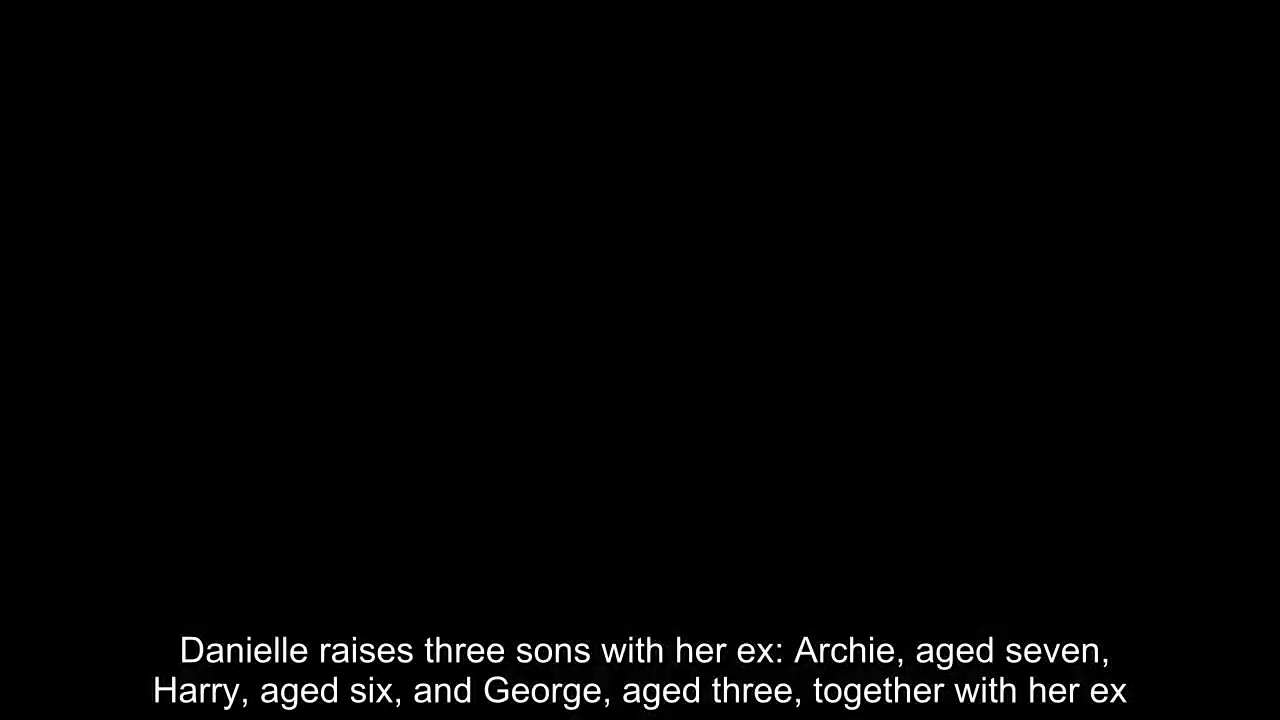 Danielle raises three sons with her ex: Archie, aged seven,
Harry, aged six, and George, aged three, together with her ex